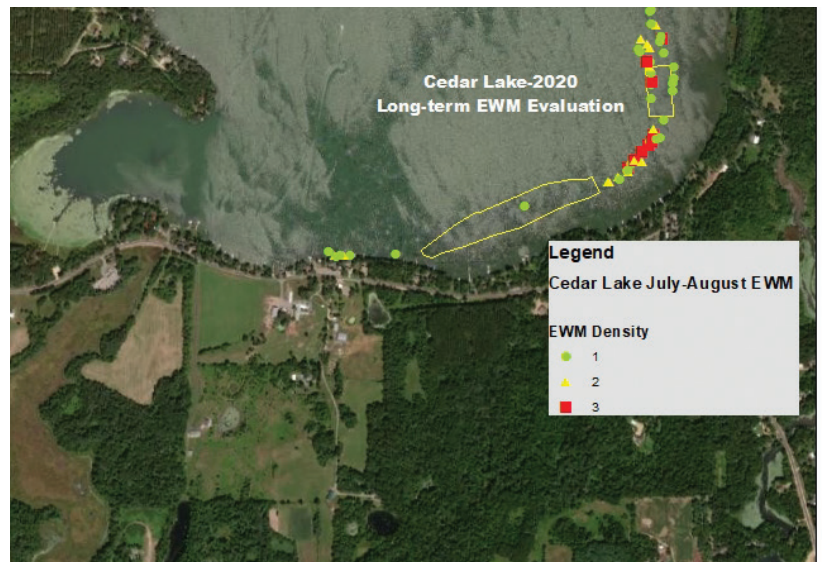 Cedar Lake-2020
Long-term EWM Evaluation
Legend
Cedar Lake July-August EWM
EWM Density
1
2
3